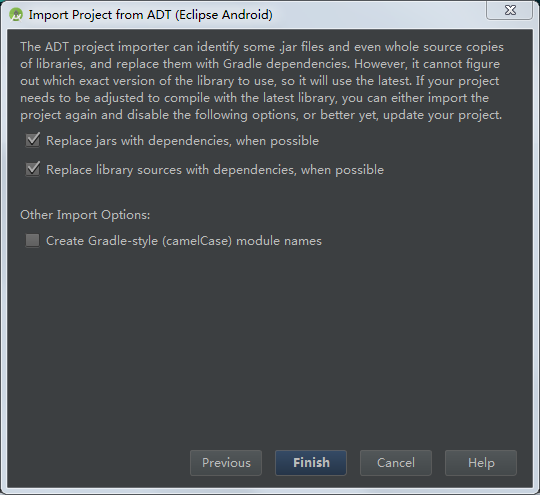 Import Project from ADT (Eclipse Android)
The ADT project importer can identify some .jar files and even whole source copies
of libraries, and replace them with Gradle dependencies. However, it cannot figure
out which exact version of the library to use, so it will use the latest. If your project
needs to be adjusted to compile with the latest library, you can either import the
project again and disable the following options, or better yet, update your project.
Replace jars with dependencies, when possible
Replace library sources with dependencies, when possible
Other Import Options:
Create Gradle-style (camelCase) module names
Previous Finish Cancel Help